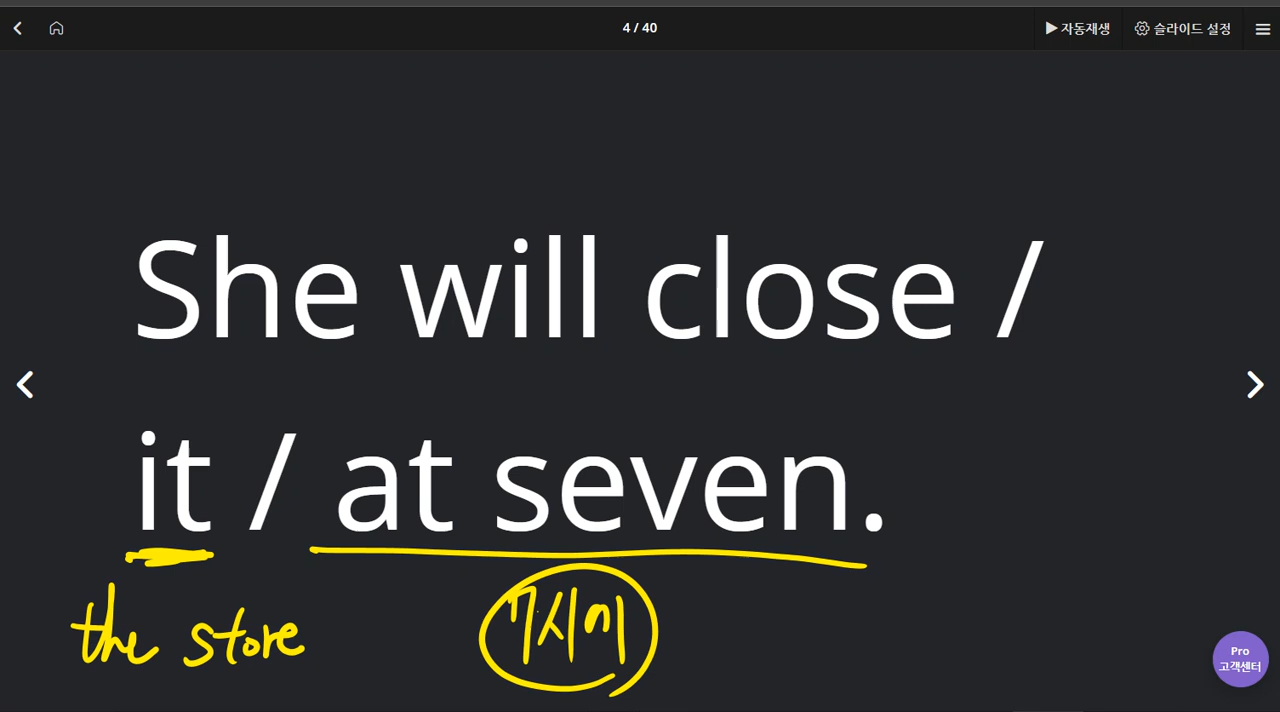 4 / 40
▶ 자동재생
슬라이드 설정
She will close /
it / at seven.
the store
7시에
Pro
고객센터